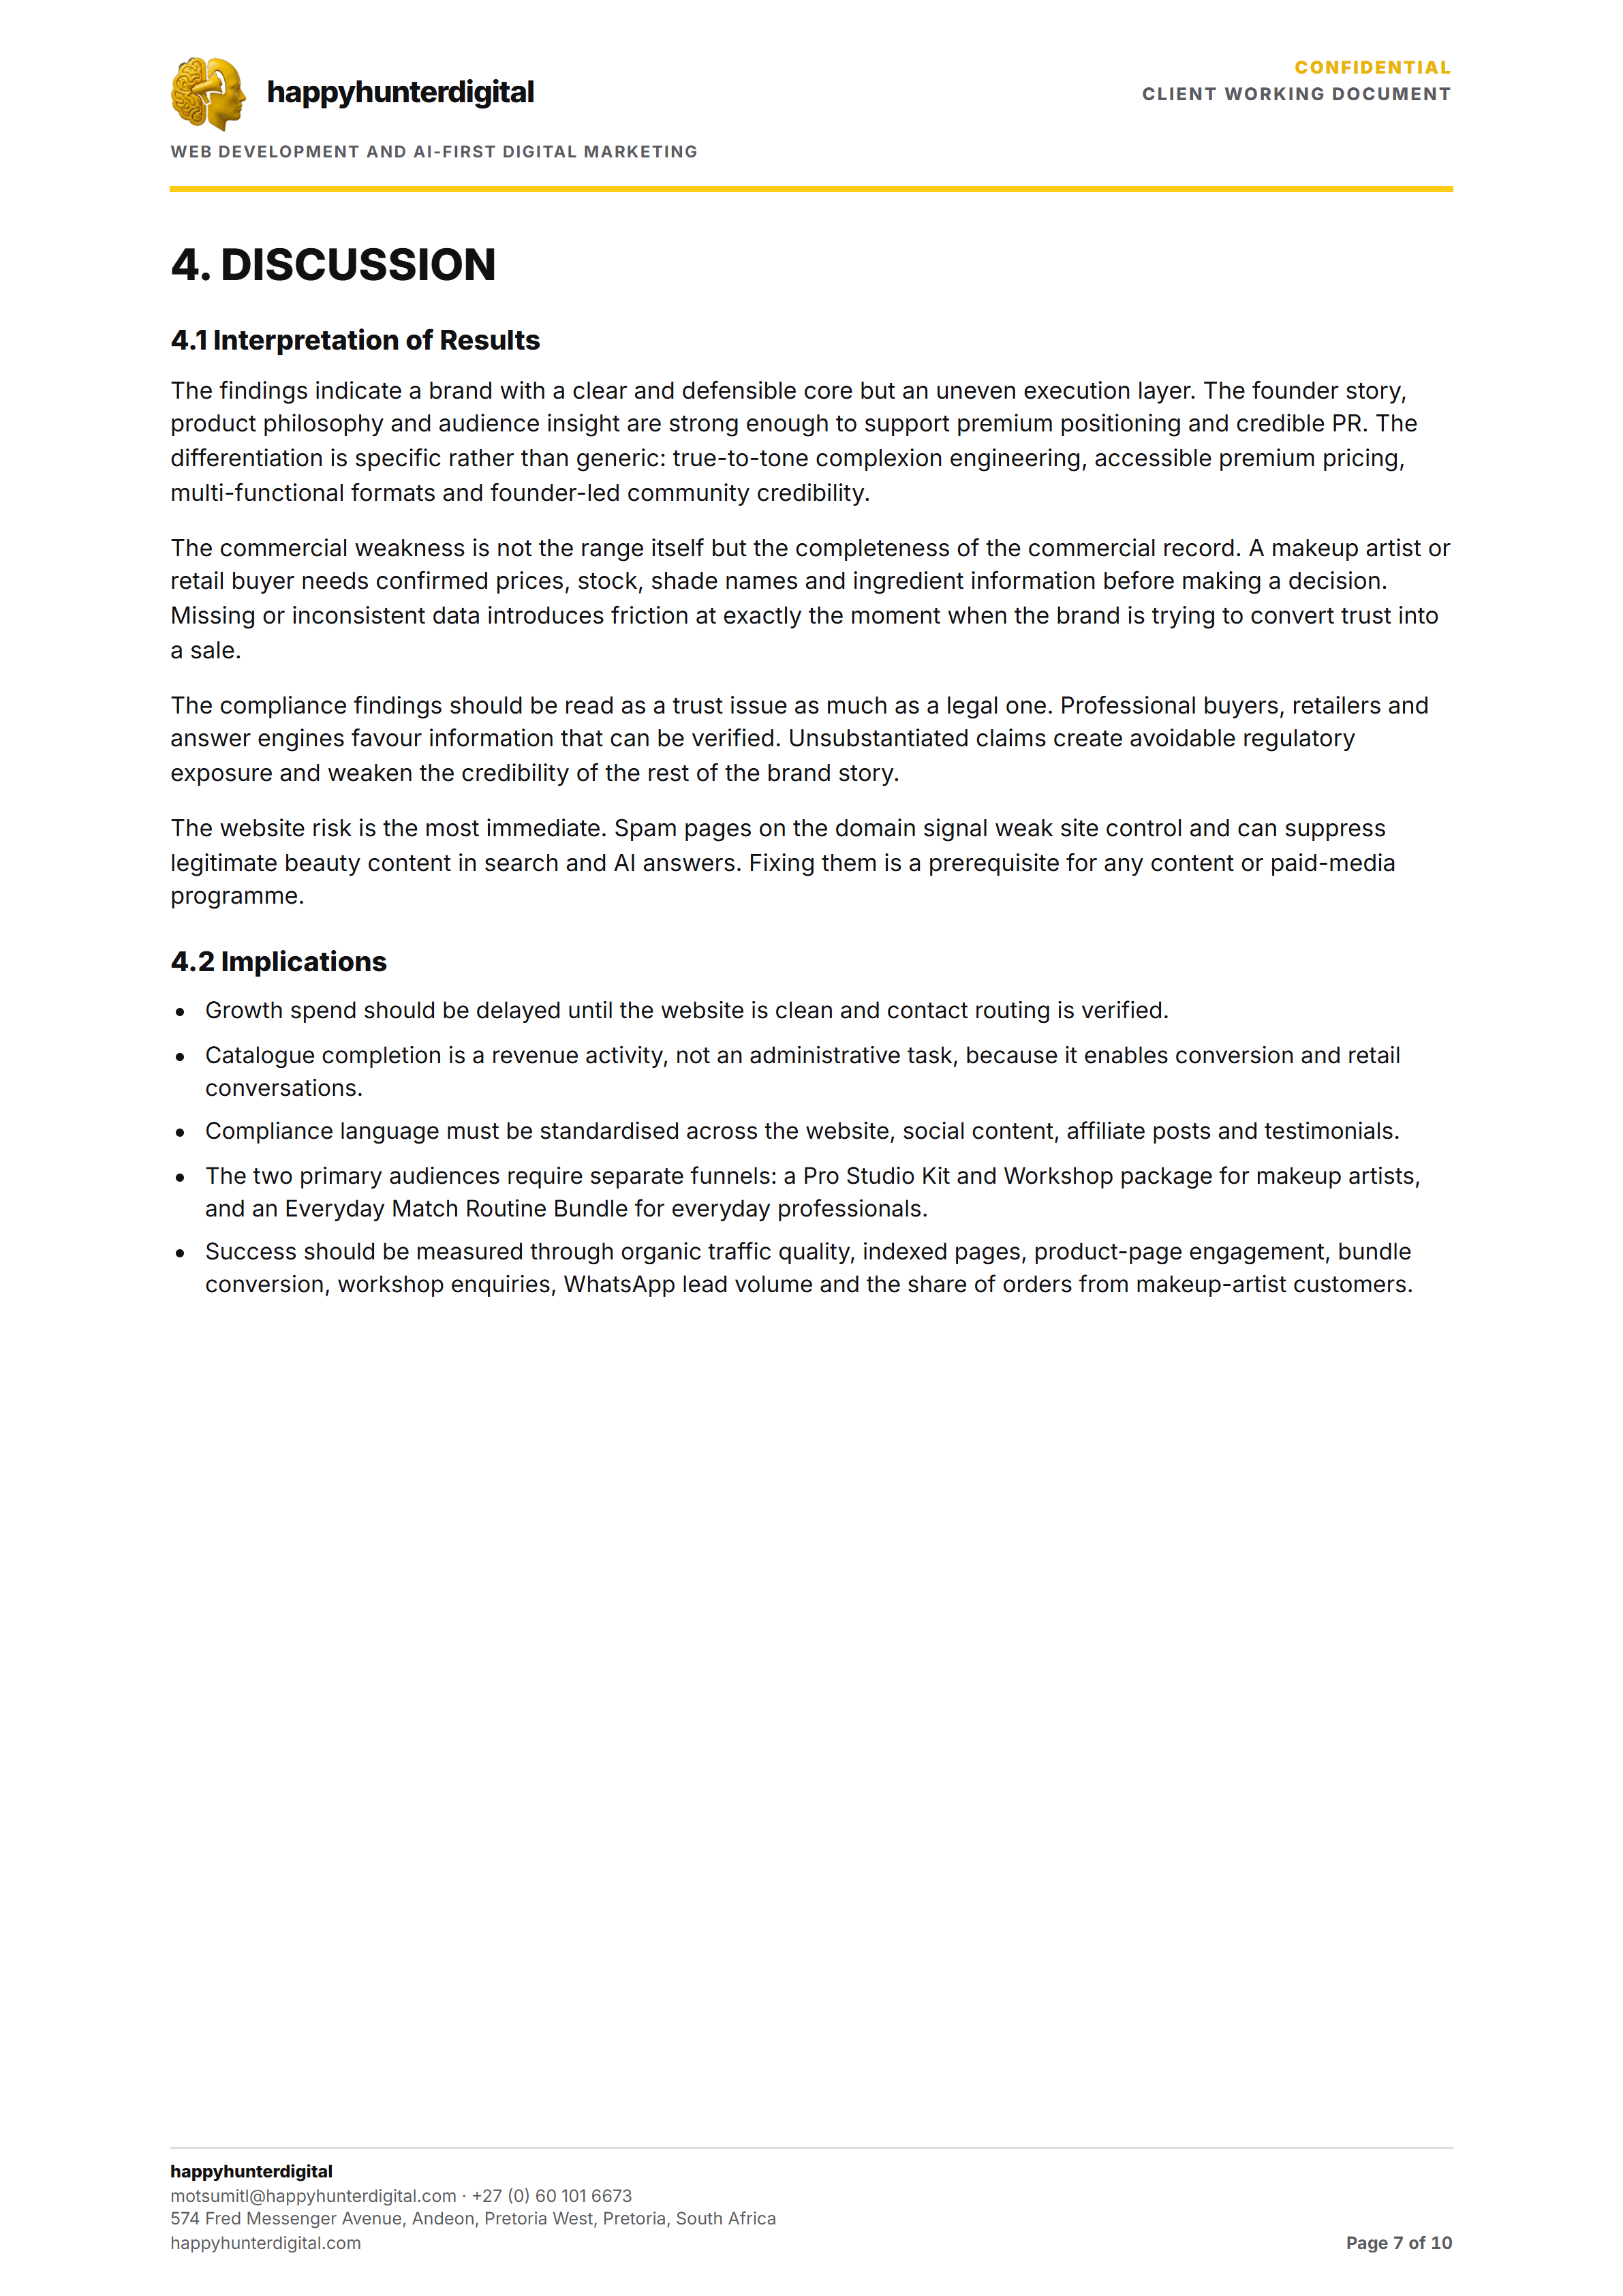 happyhunterdigital
CONFIDENTIAL
CLIENT WORKING DOCUMENT
WEB DEVELOPMENT AND AI-FIRST DIGITAL MARKETING
4. DISCUSSION
4.1 Interpretation of Results
The findings indicate a brand with a clear and defensible core but an uneven execution layer. The founder story,
product philosophy and audience insight are strong enough to support premium positioning and credible PR. The
differentiation is specific rather than generic: true-to-tone complexion engineering, accessible premium pricing,
multi-functional formats and founder-led community credibility.
The commercial weakness is not the range itself but the completeness of the commercial record. A makeup artist or
retail buyer needs confirmed prices, stock, shade names and ingredient information before making a decision.
Missing or inconsistent data introduces friction at exactly the moment when the brand is trying to convert trust into
a sale.
The compliance findings should be read as a trust issue as much as a legal one. Professional buyers, retailers and
answer engines favour information that can be verified. Unsubstantiated claims create avoidable regulatory
exposure and weaken the credibility of the rest of the brand story.
The website risk is the most immediate. Spam pages on the domain signal weak site control and can suppress
legitimate beauty content in search and AI answers. Fixing them is a prerequisite for any content or paid-media
programme.
4.2 Implications
• Growth spend should be delayed until the website is clean and contact routing is verified.
• Catalogue completion is a revenue activity, not an administrative task, because it enables conversion and retail
conversations.
• Compliance language must be standardised across the website, social content, affiliate posts and testimonials.
• The two primary audiences require separate funnels: a Pro Studio Kit and Workshop package for makeup artists,
and an Everyday Match Routine Bundle for everyday professionals.
• Success should be measured through organic traffic quality, indexed pages, product-page engagement, bundle
conversion, workshop enquiries, WhatsApp lead volume and the share of orders from makeup-artist customers.
happyhunterdigital
motsumitl@happyhunterdigital.com · +27 (0) 60 101 6673
574 Fred Messenger Avenue, Andeon, Pretoria West, Pretoria, South Africa
happyhunterdigital.com
Page 7 of 10